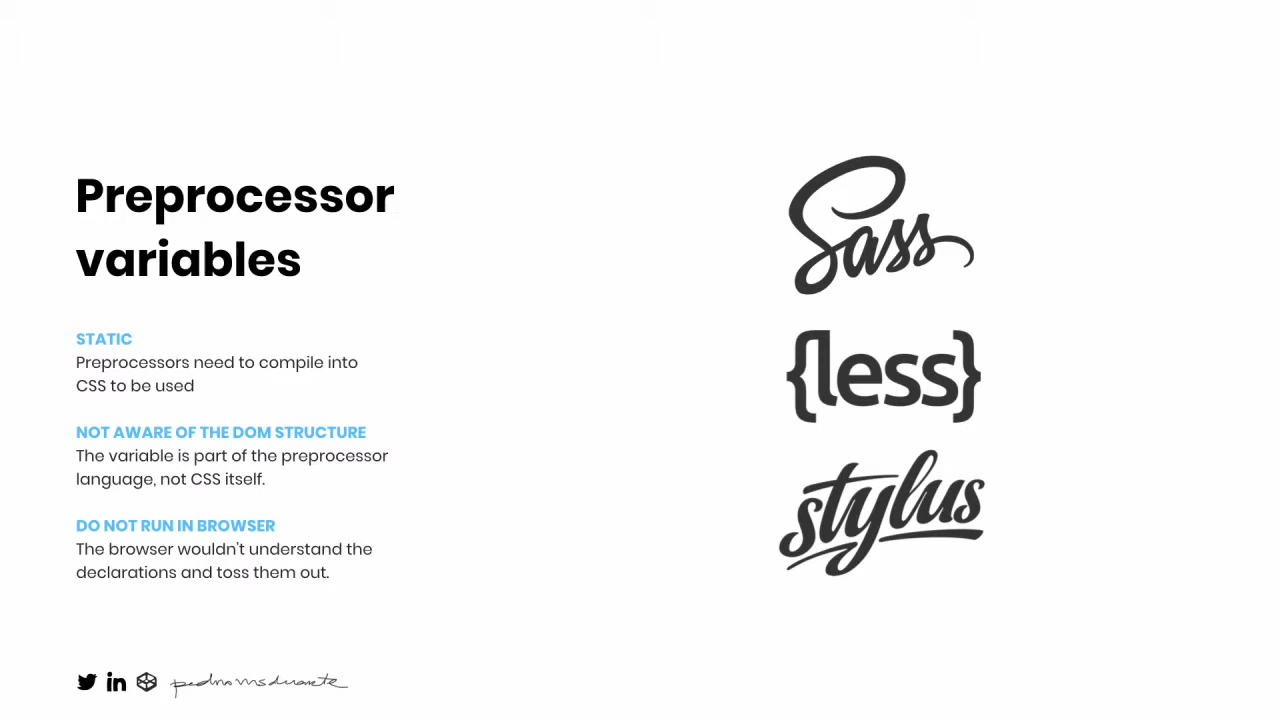 Preprocessor
variables
STATIC
Preprocessors need to compile into
CSS to be used
NOT AWARE OF THE DOM STRUCTURE
The variable is part of the preprocessor
language, not CSS itself.
DO NOT RUN IN BROWSER
The browser wouldn't understand the
declarations and toss them out.
Sass
{less}
stylus
in
pedromsduarte